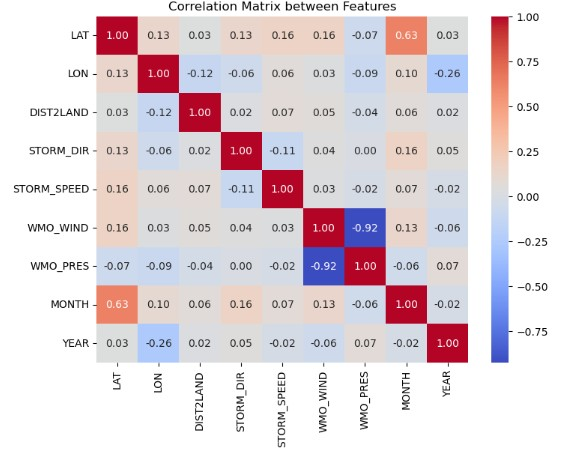 Correlation Matrix between Features
LAT 1.00 0.13 0.03 0.13 0.16 0.16 -0.07 0.63 0.03
LON 0.13 1.00 -0.12 -0.06 0.06 0.03 -0.09 0.10 -0.26
DIST2LAND 0.03 -0.12 1.00 0.02 0.07 0.05 -0.04 0.06 0.02
STORM_DIR 0.13 -0.06 0.02 1.00 -0.11 0.04 0.00 0.16 0.05
STORM_SPEED 0.16 0.06 0.07 -0.11 1.00 0.03 -0.02 0.07 -0.02
WMO_WIND 0.16 0.03 0.05 0.04 0.03 1.00 -0.92 0.13 -0.06
WMO_PRES -0.07 -0.09 -0.04 0.00 -0.02 -0.92 1.00 -0.06 0.07
MONTH 0.63 0.10 0.06 0.16 0.07 0.13 -0.06 1.00 -0.02
YEAR 0.03 -0.26 0.02 0.05 -0.02 -0.06 0.07 -0.02 1.00
LAT
LON
DIST2LAND
STORM_DIR
STORM_SPEED
WMO_WIND
WMO_PRES
MONTH
YEAR
1.00
0.75
0.50
0.25
0.00
−0.25
−0.50
−0.75